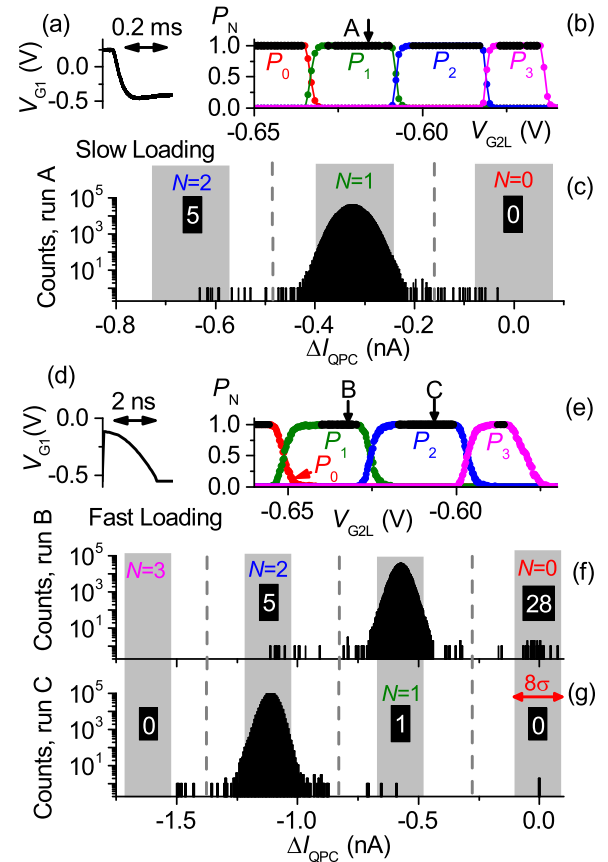 (a)
0.2 ms
0.0
-0.5
V_G1 (V)
P_N
A
(b)
1.0
0.5
0.0
P_0
P_1
P_2
P_3
-0.65
-0.60
V_G2L (V)
Slow Loading
N=2
N=1
N=0
(c)
5
0
Counts, run A
10^5
10^3
10^1
-0.8
-0.6
-0.4
-0.2
0.0
ΔI_QPC (nA)
(d)
2 ns
0.0
-0.5
V_G1(V)
P_N
B
C
(e)
1.0
0.5
0.0
P_0
P_1
P_2
P_3
-0.65
-0.60
V_G2L (V)
Fast Loading
N=3
N=2
N=0
(f)
5
28
Counts, run B
10^5
10^3
10^1
N=1
8σ
(g)
0
1
0
Counts, run C
10^5
10^3
10^1
-1.5
-1.0
-0.5
0.0
ΔI_QPC (nA)